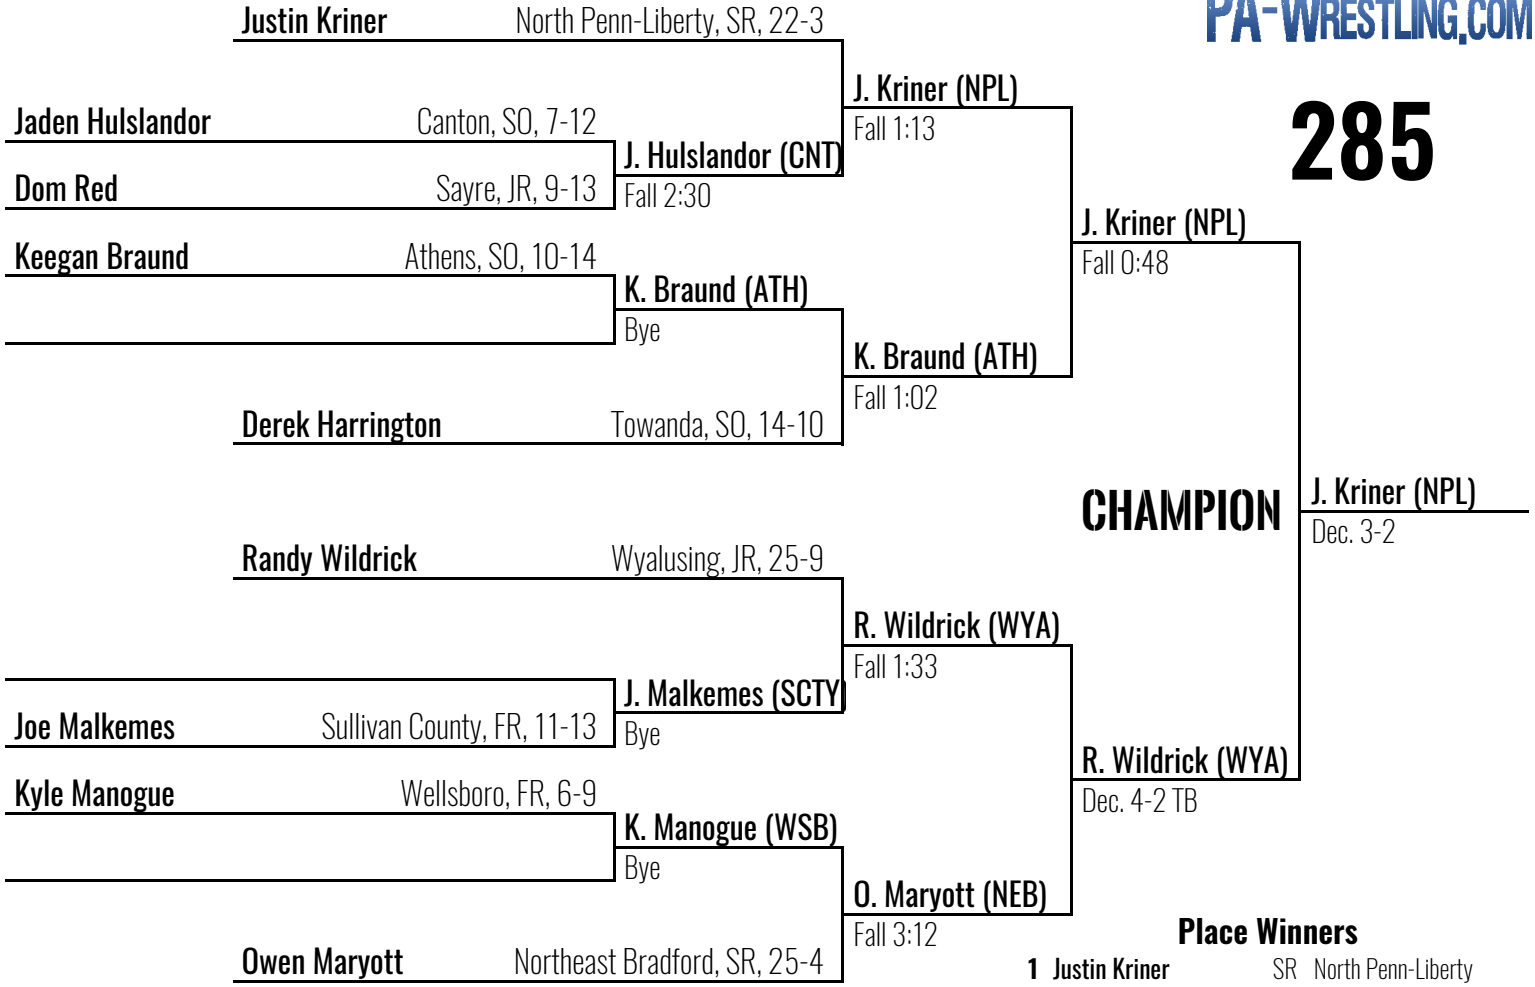 PA-WRESTLING.COM
285
Justin Kriner North Penn-Liberty, SR, 22-3
J. Kriner (NPL)
Fall 1:13
Jaden Hulslandor Canton, SO, 7-12
J. Hulslandor (CNT)
Fall 2:30
Dom Red Sayre, JR, 9-13
J. Kriner (NPL)
Fall 0:48
Keegan Braund Athens, SO, 10-14
K. Braund (ATH)
Bye
K. Braund (ATH)
Fall 1:02
Derek Harrington Towanda, SO, 14-10
CHAMPION
J. Kriner (NPL)
Dec. 3-2
Randy Wildrick Wyalusing, JR, 25-9
R. Wildrick (WYA)
Fall 1:33
J. Malkemes (SCTY)
Bye
Joe Malkemes Sullivan County, FR, 11-13
R. Wildrick (WYA)
Dec. 4-2 TB
Kyle Manogue Wellsboro, FR, 6-9
K. Manogue (WSB)
Bye
O. Maryott (NEB)
Fall 3:12
Owen Maryott Northeast Bradford, SR, 25-4
Place Winners
1 Justin Kriner SR North Penn-Liberty